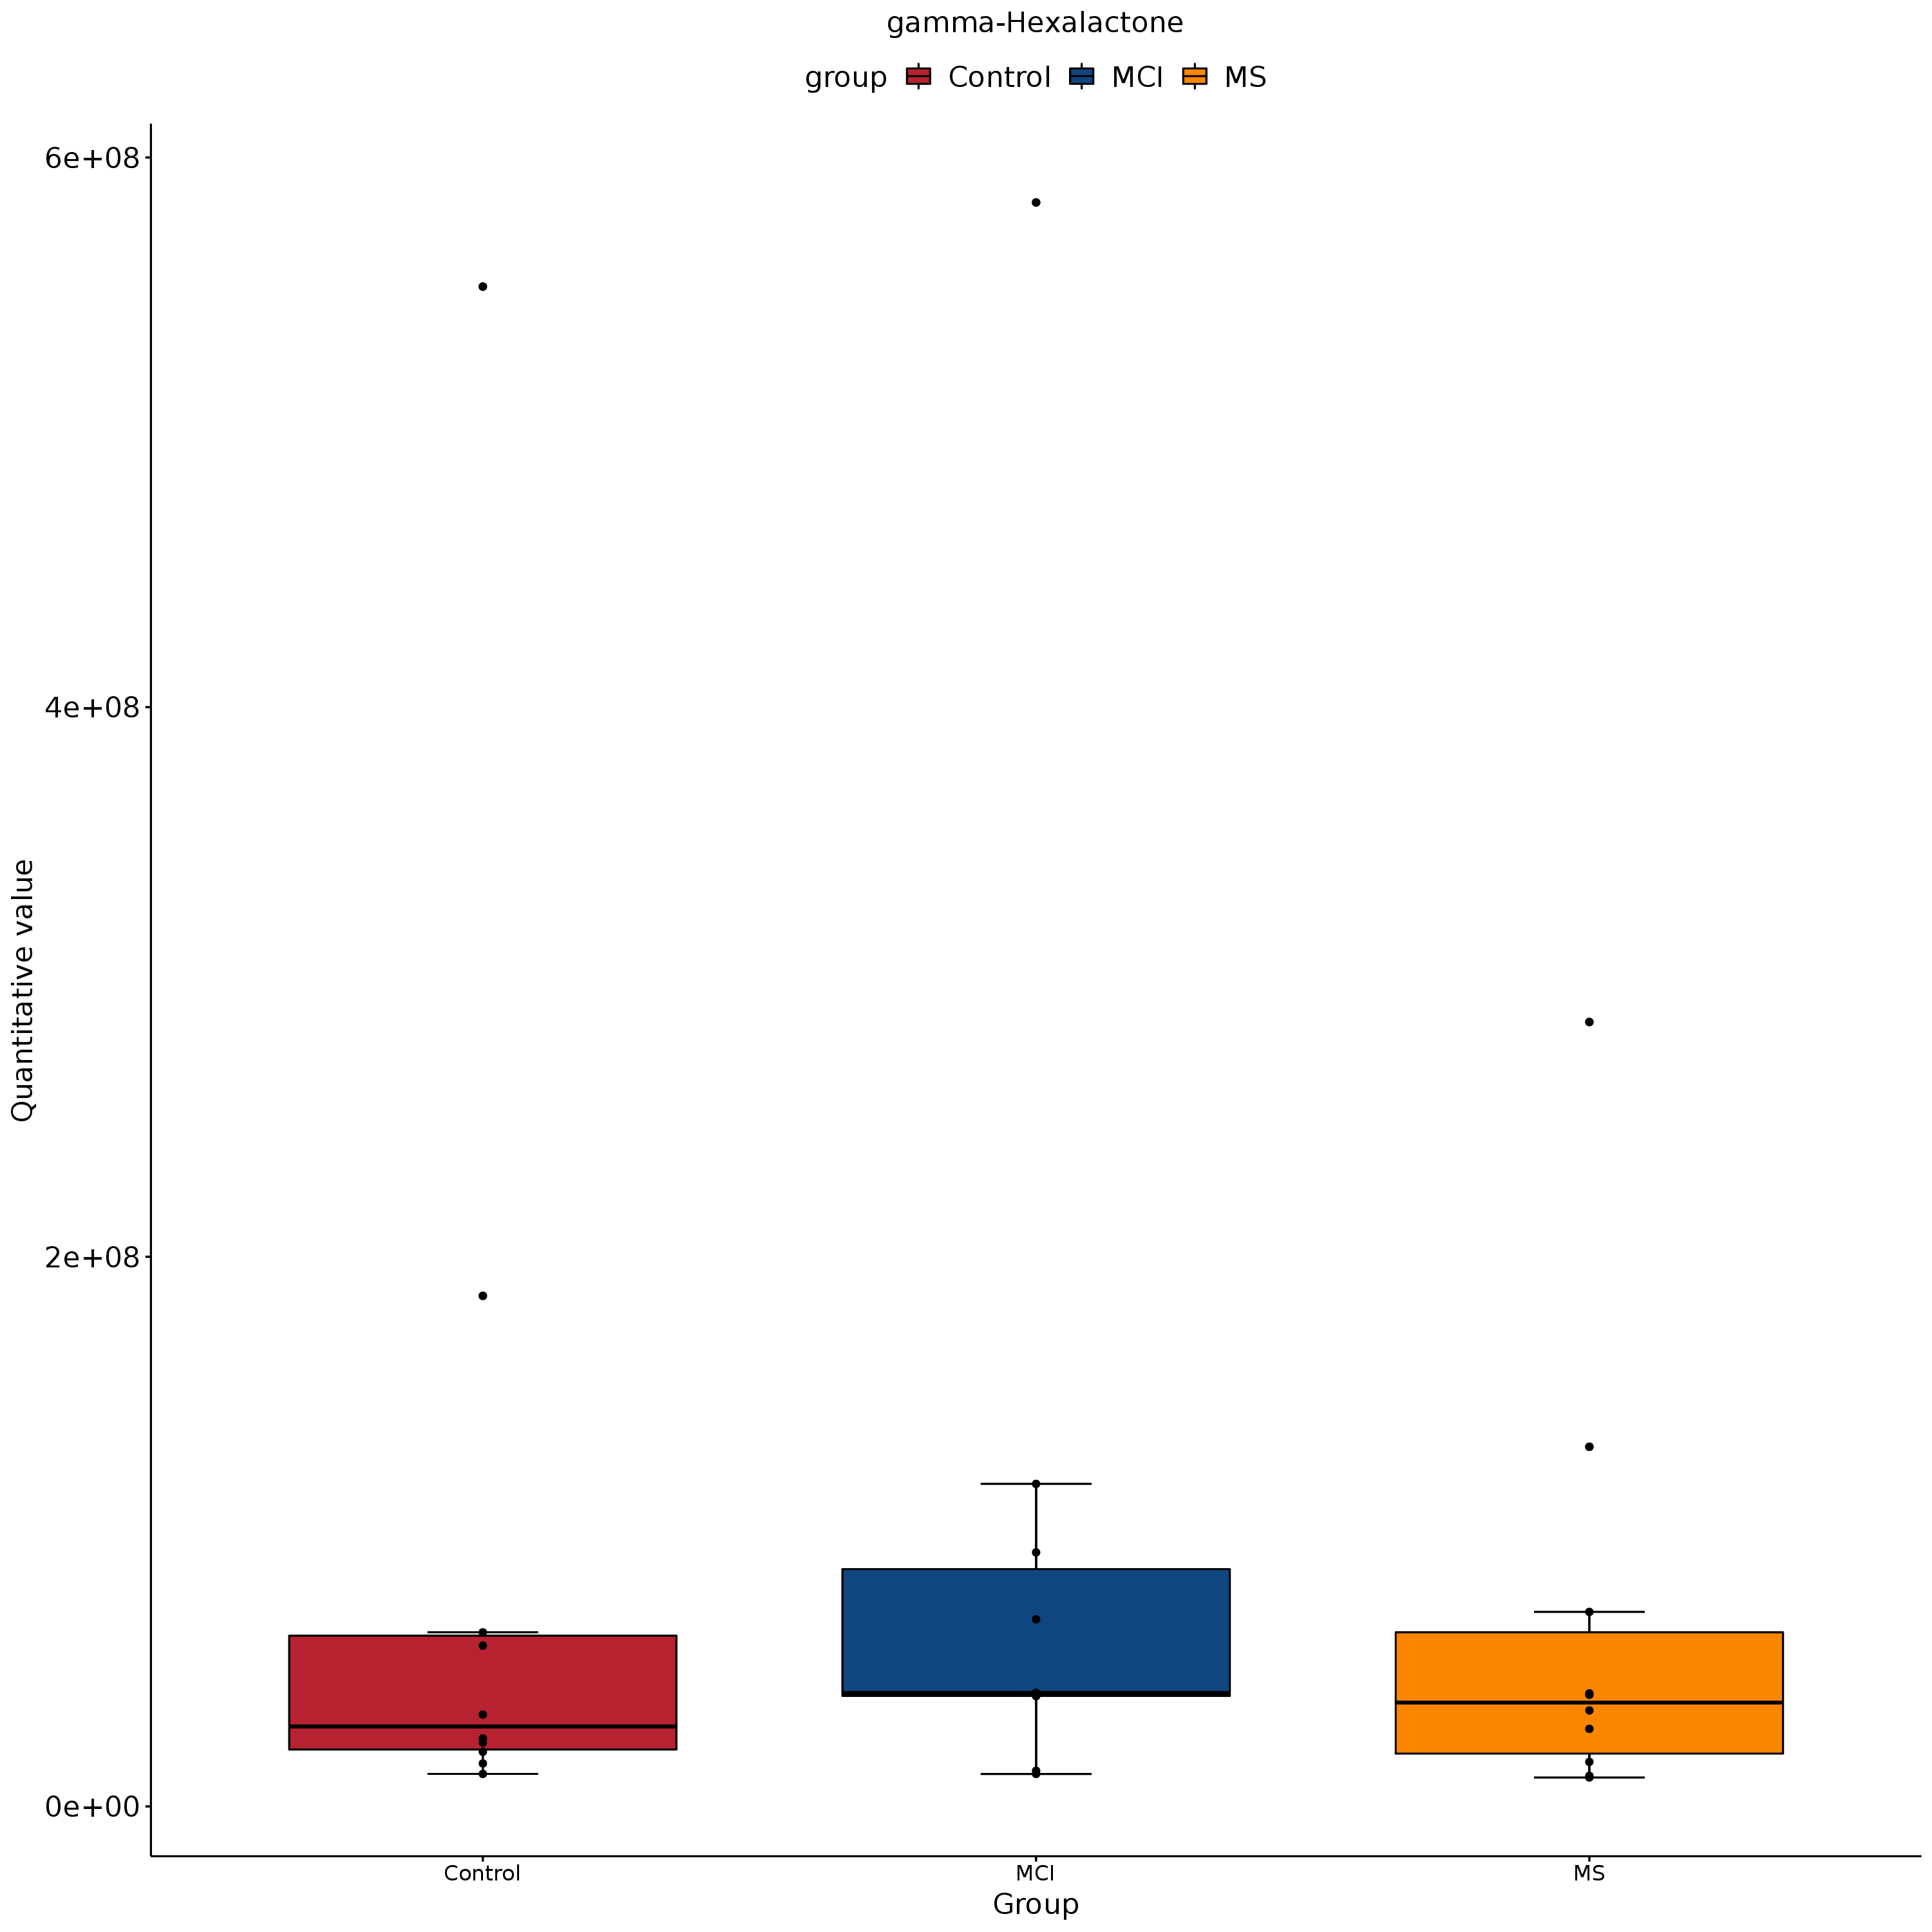 gamma-Hexalactone
group Control MCI MS
6e+08
4e+08
2e+08
0e+00
Quantitative value
Control MCI MS
Group